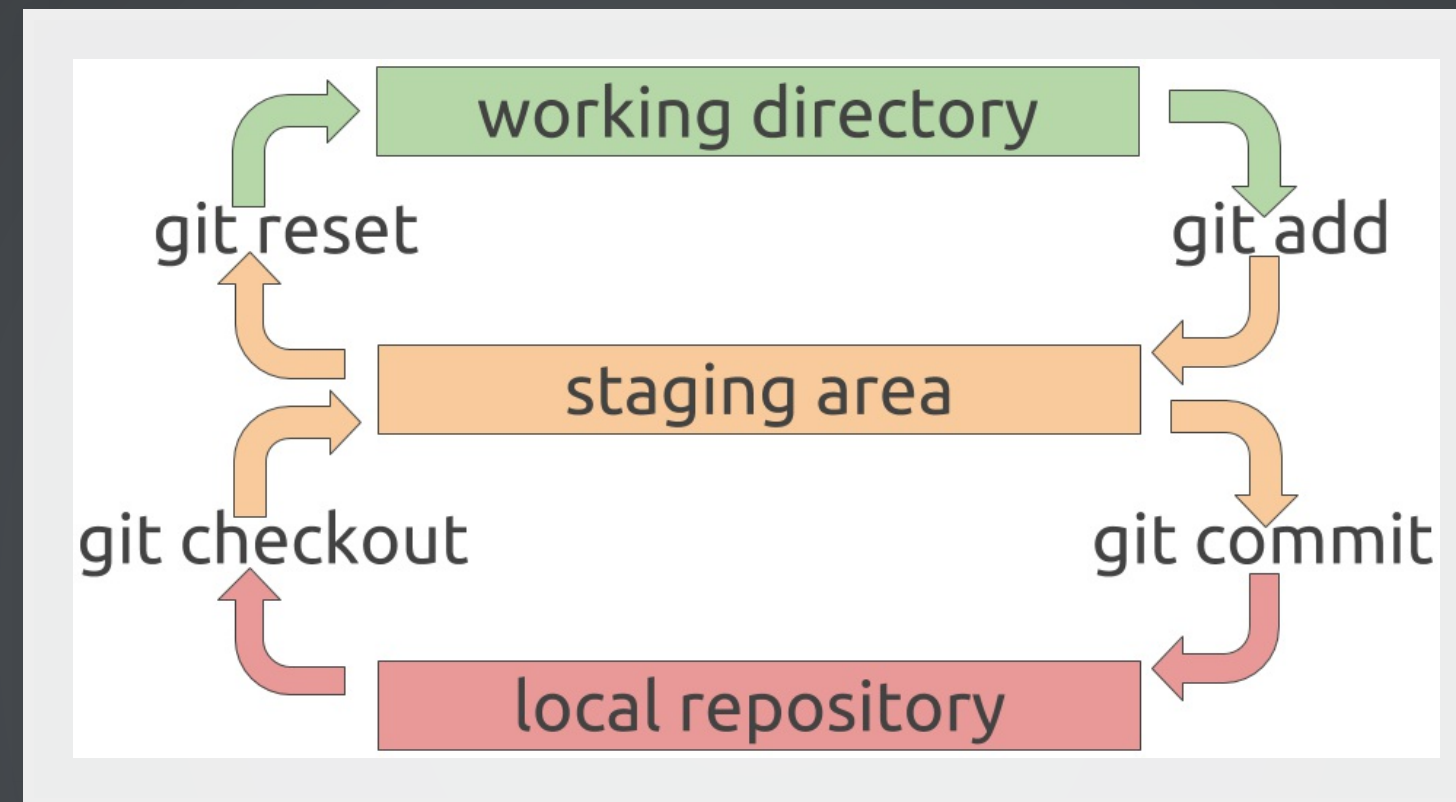 working directory
git reset
git add
staging area
git checkout
git commit
local repository